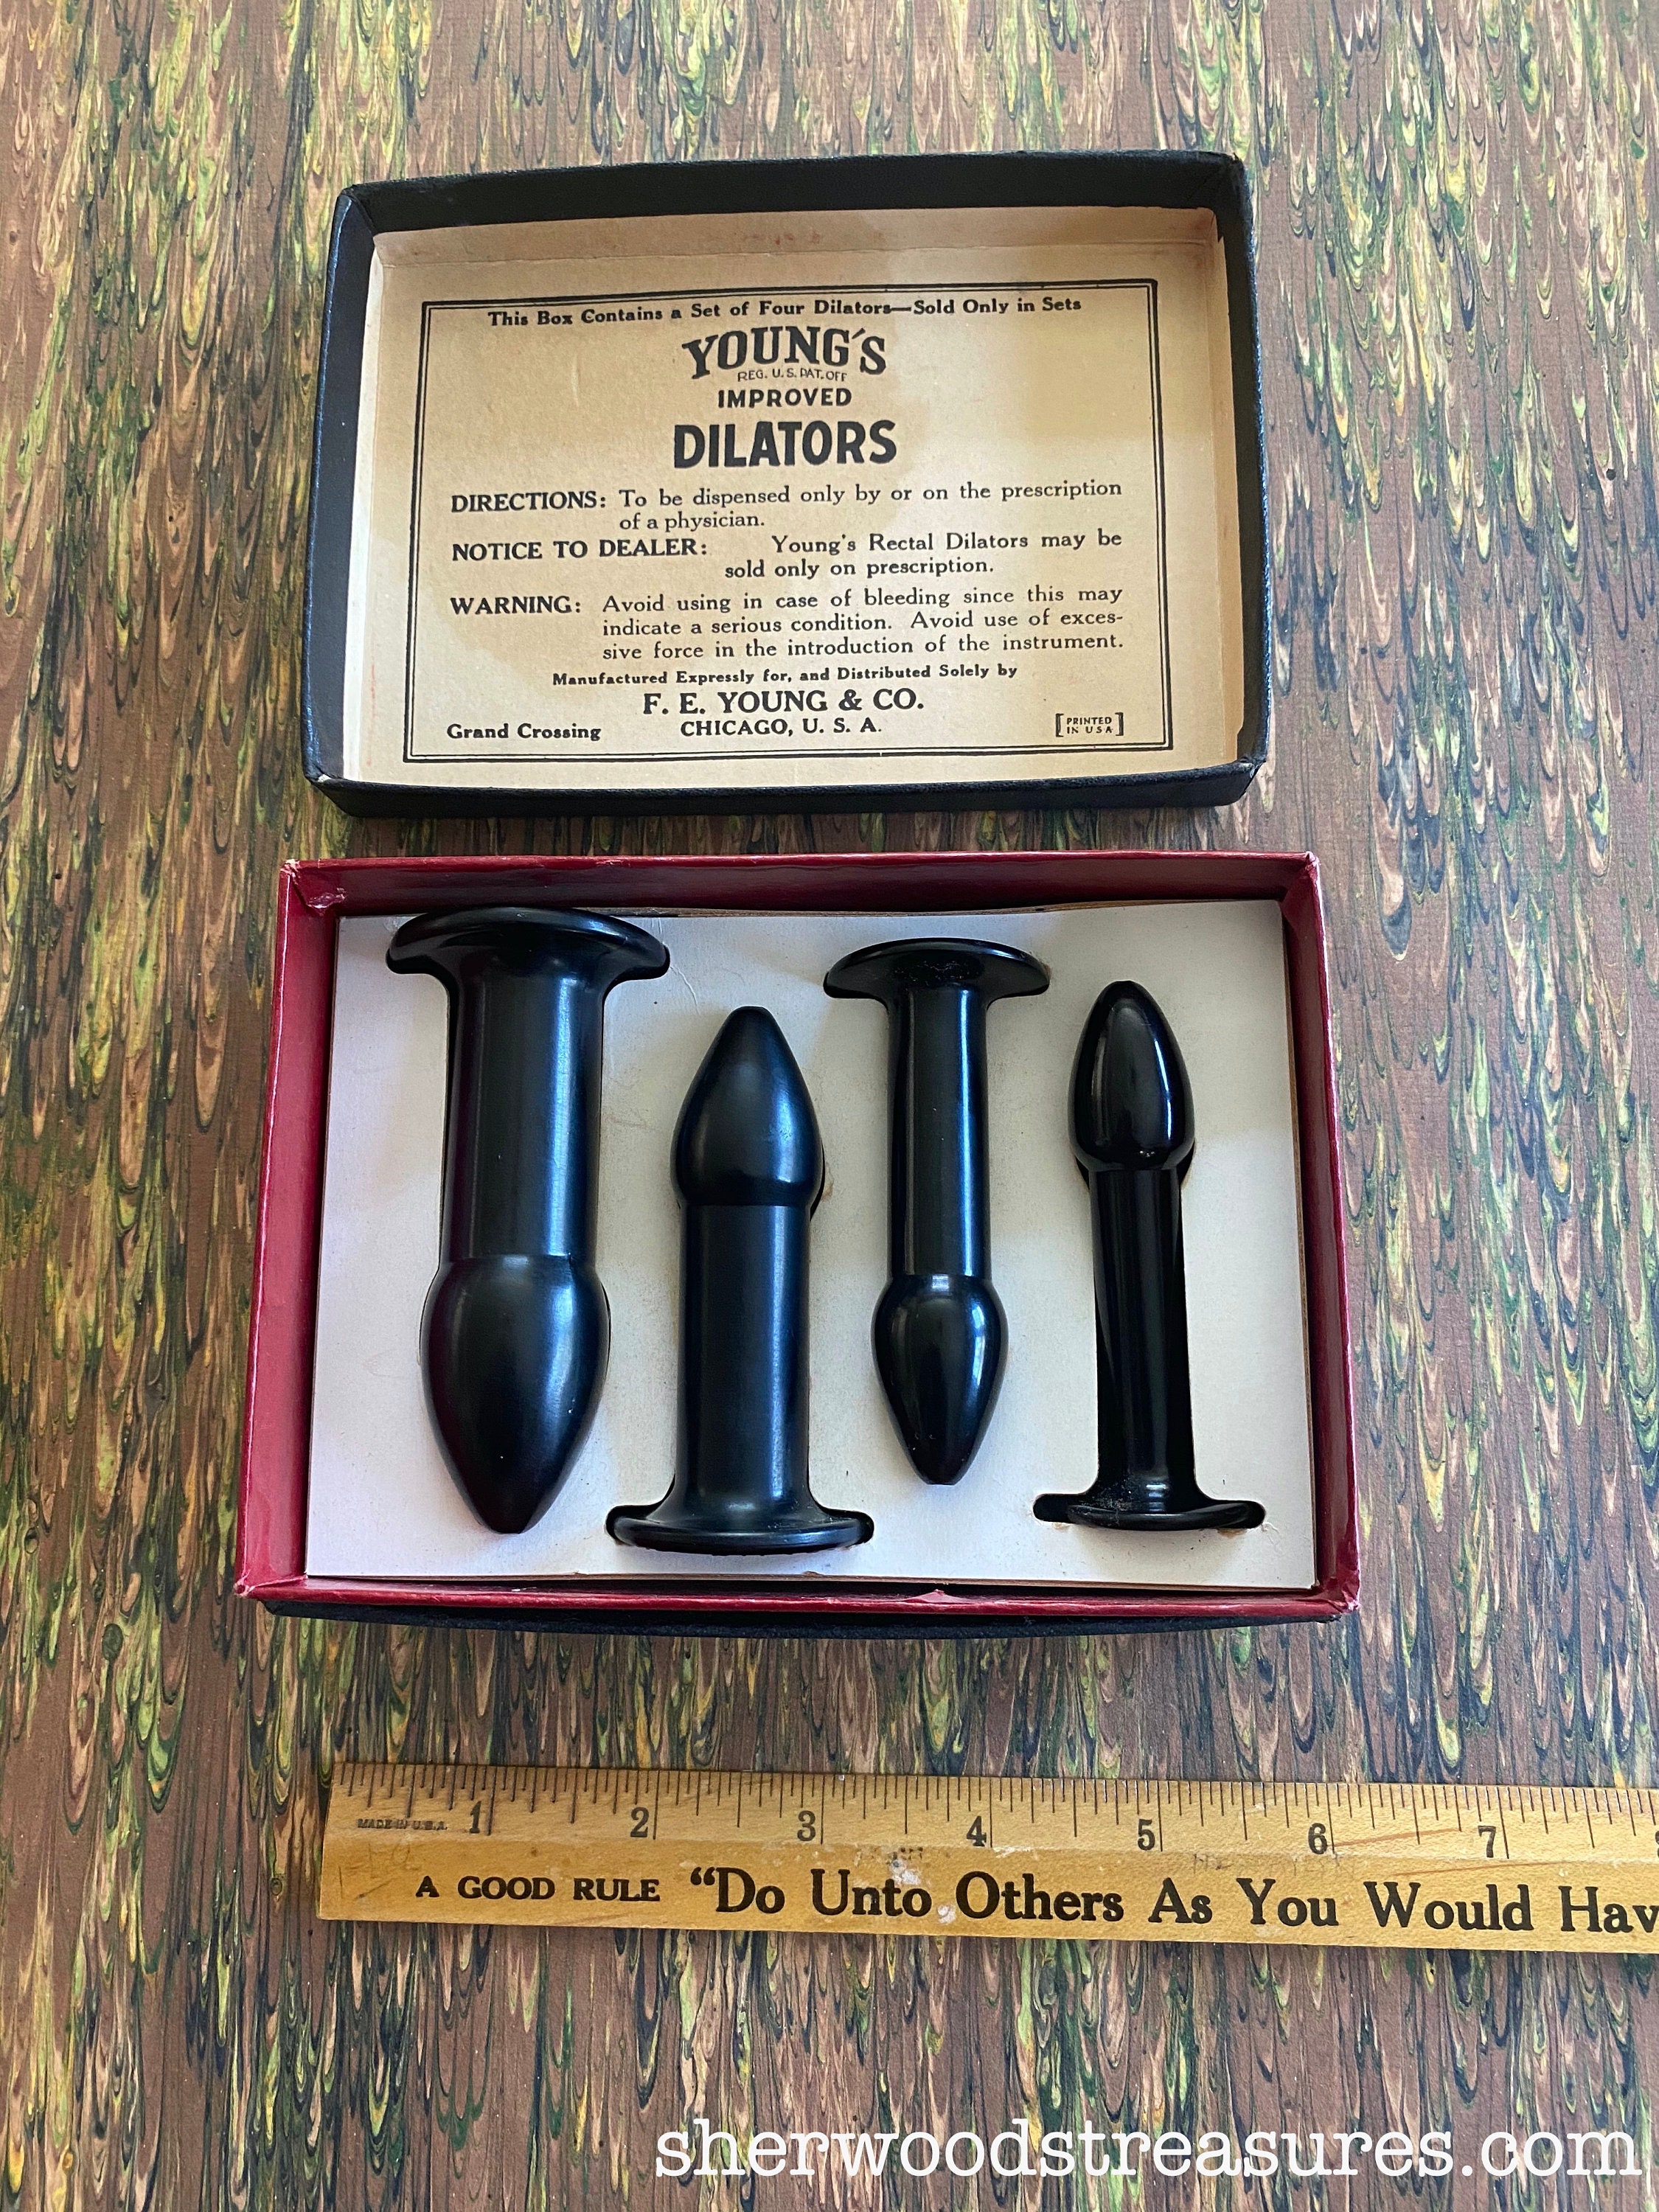 This Box Contains a Set of Four Dilators—Sold Only in Sets
YOUNG'S
REG. U.S. PAT. OFF
IMPROVED
DILATORS
DIRECTIONS: To be dispensed only by or on the prescription
of a physician.
NOTICE TO DEALER: Young's Rectal Dilators may be
sold only on prescription.
WARNING: Avoid using in case of bleeding since this may
indicate a serious condition. Avoid use of exces-
sive force in the introduction of the instrument.
Manufactured Expressly for, and Distributed Solely by
F. E. YOUNG & CO.
Grand Crossing CHICAGO, U. S. A. [PRINTED
IN U S A]
MADE IN U.S.A. 1 2 3 4 5 6 7
A GOOD RULE "Do Unto Others As You Would Hav
sherwoodstreasures.com